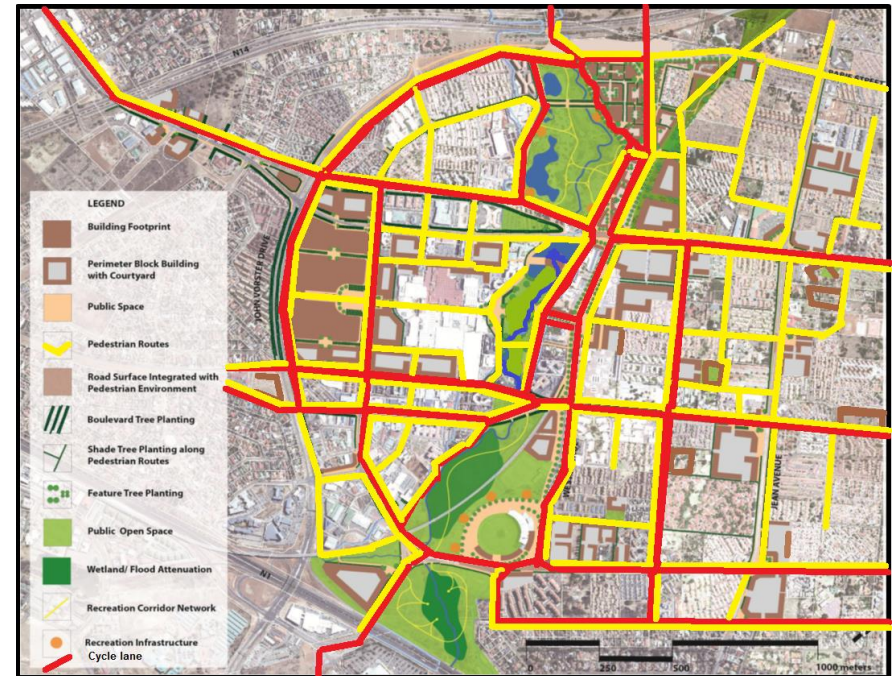 N14
PARIS STREET
LEGEND
Building Footprint
Perimeter Block Building
with Courtyard
Public Space
Pedestrian Routes
Road Surface Integrated with
Pedestrian Environment
Boulevard Tree Planting
Shade Tree Planting along
Pedestrian Routes
Feature Tree Planting
Public Open Space
Wetland/ Flood Attenuation
Recreation Corridor Network
Recreation Infrastructure
Cycle lane
JOHN VORSTER DRIVE
JEAN AVENUE
N1
0
250
500
1000 meters